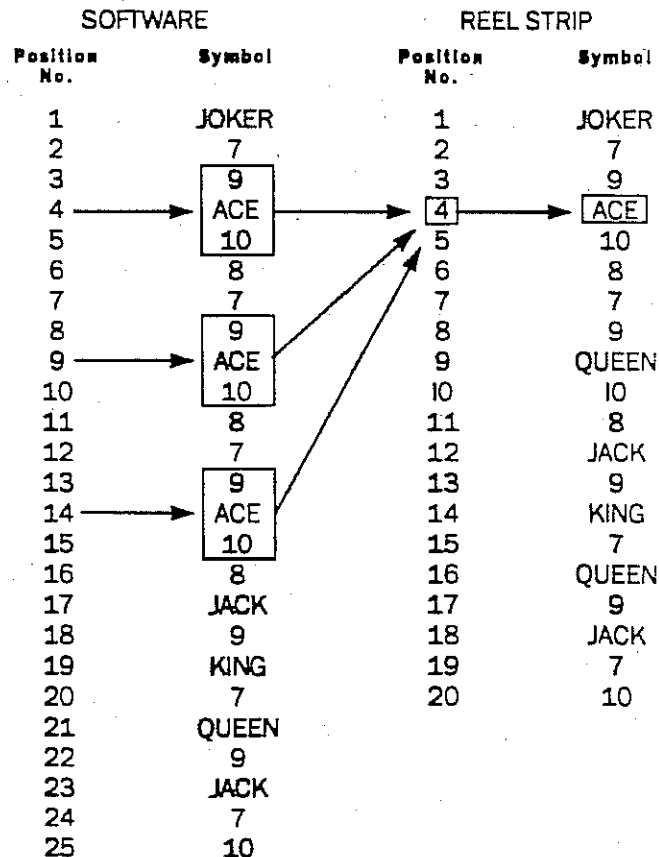 SOFTWARE REEL STRIP
Position No. Symbol Position No. Symbol
1 JOKER 1 JOKER
2 7 2 7
3 9 3 9
4 ACE 4 ACE
5 10 5 10
6 8 6 8
7 7 7 7
8 9 8 9
9 ACE 9 QUEEN
10 10 10 10
11 8 11 8
12 7 12 JACK
13 9 13 9
14 ACE 14 KING
15 10 15 7
16 8 16 QUEEN
17 JACK 17 9
18 9 18 JACK
19 KING 19 7
20 7 20 10
21 QUEEN
22 9
23 JACK
24 7
25 10